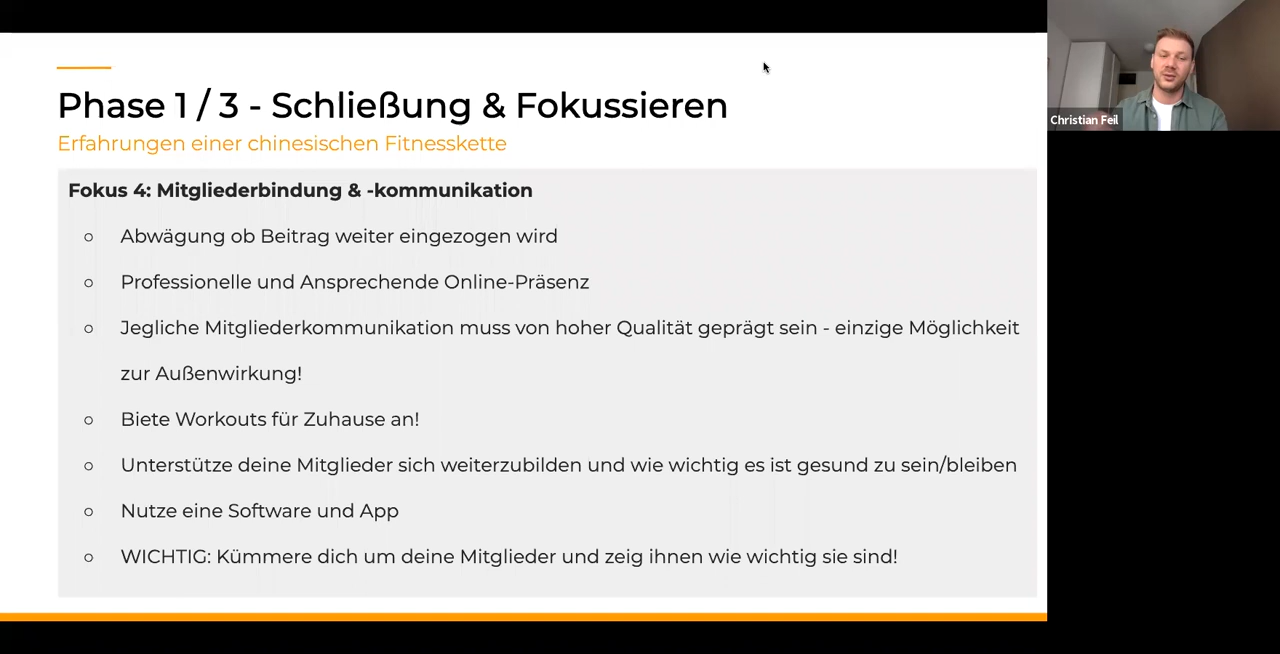 Phase 1 / 3 - Schließung & Fokussieren
Erfahrungen einer chinesischen Fitnesskette
Fokus 4: Mitgliederbindung & -kommunikation
Abwägung ob Beitrag weiter eingezogen wird
Professionelle und Ansprechende Online-Präsenz
Jegliche Mitgliederkommunikation muss von hoher Qualität geprägt sein - einzige Möglichkeit
zur Außenwirkung!
Biete Workouts für Zuhause an!
Unterstütze deine Mitglieder sich weiterzubilden und wie wichtig es ist gesund zu sein/bleiben
Nutze eine Software und App
WICHTIG: Kümmere dich um deine Mitglieder und zeig ihnen wie wichtig sie sind!
Christian Feil